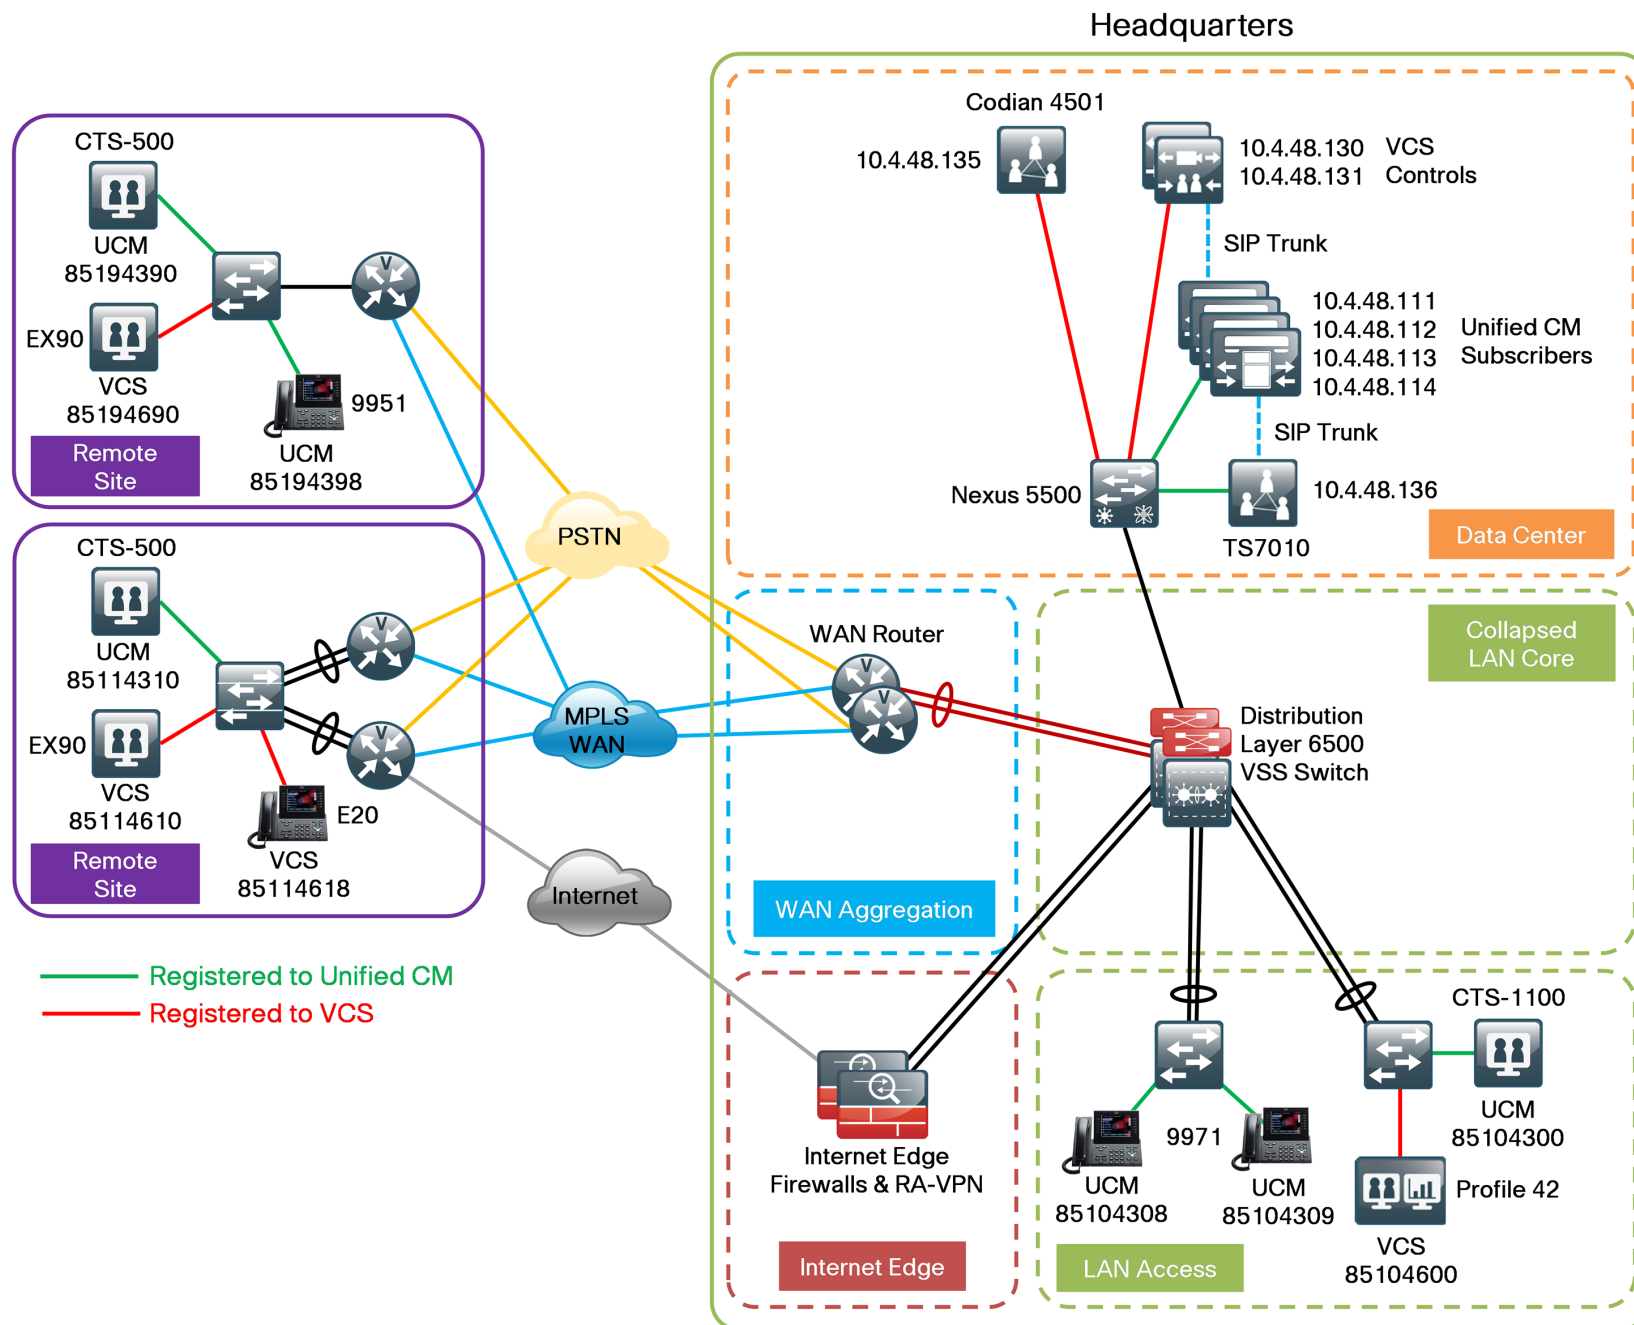 Headquarters
Codian 4501
10.4.48.135
10.4.48.130
10.4.48.131
VCS
Controls
SIP Trunk
10.4.48.111
10.4.48.112
10.4.48.113
10.4.48.114
Unified CM
Subscribers
SIP Trunk
Nexus 5500
10.4.48.136
TS7010
Data Center
CTS-500
UCM
85194390
EX90
VCS
85194690
9951
UCM
85194398
Remote
Site
CTS-500
UCM
85114310
EX90
VCS
85114610
E20
VCS
85114618
Remote
Site
V
V
V
PSTN
MPLS
WAN
Internet
WAN Router
V
V
WAN Aggregation
Collapsed
LAN Core
Distribution
Layer 6500
VSS Switch
Registered to Unified CM
Registered to VCS
Internet Edge
Firewalls & RA-VPN
Internet Edge
9971
UCM
85104308
UCM
85104309
CTS-1100
UCM
85104300
Profile 42
VCS
85104600
LAN Access